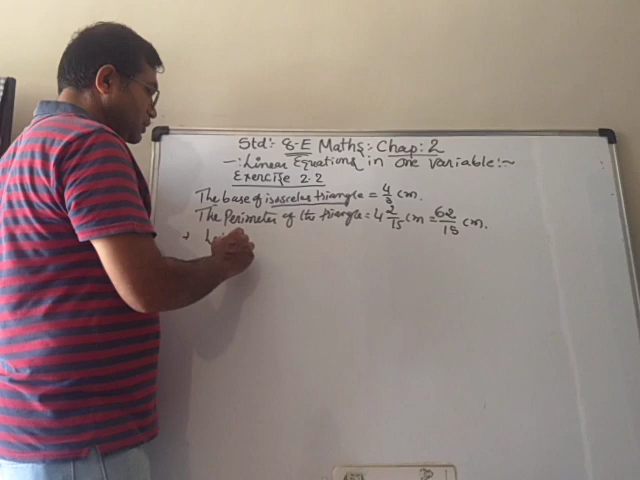 Std:- 8-E Maths:- Chap: 2
-: Linear Equations in one variable:~
Exercise 2.2
The base of isosceles triangle = 4/3 cm.
The Perimeter of the triangle = 4 2/15 cm = 62/15 cm.